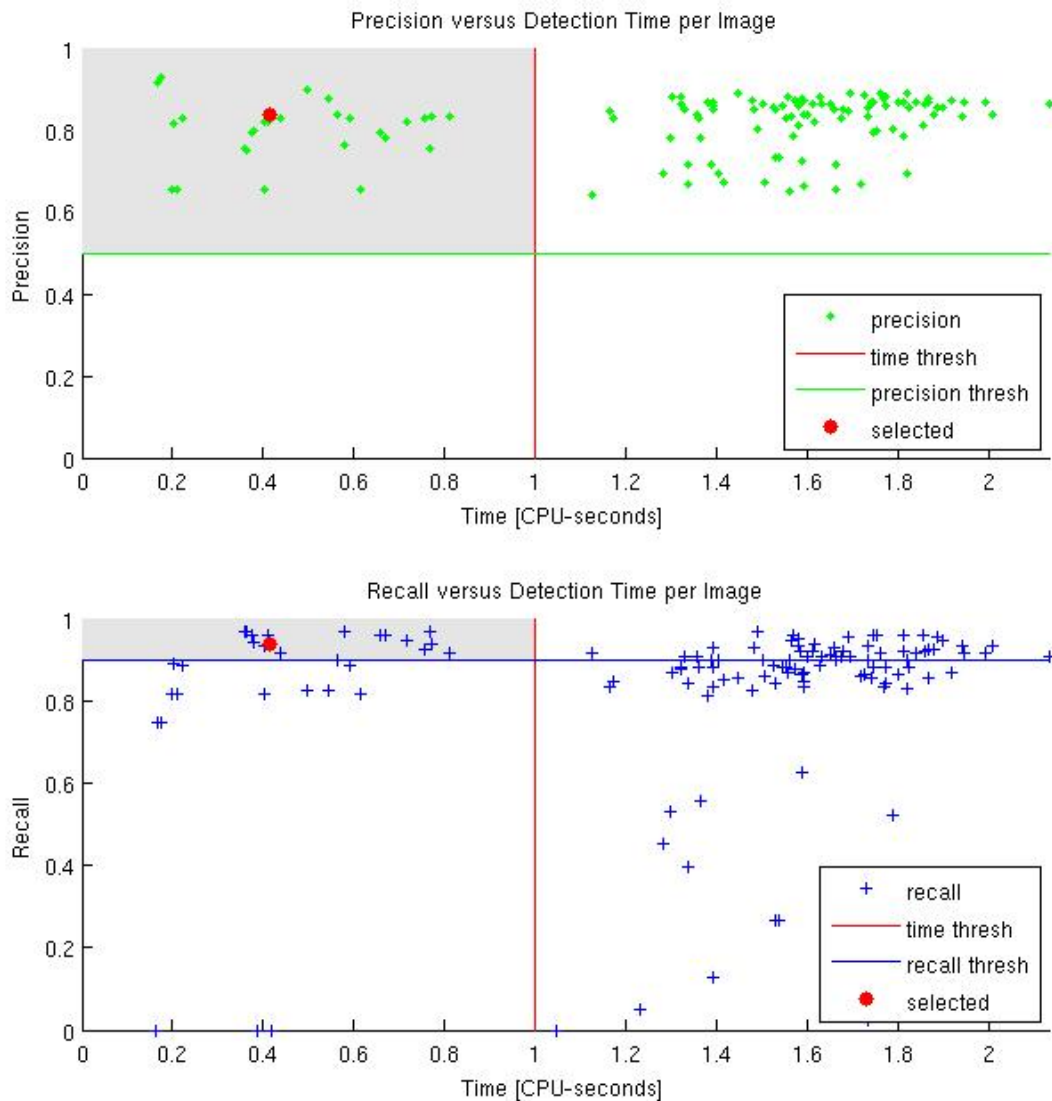 Precision versus Detection Time per Image
1
0.8
0.6
0.4
0.2
0
Precision
precision
time thresh
precision thresh
selected
0 0.2 0.4 0.6 0.8 1 1.2 1.4 1.6 1.8 2
Time [CPU-seconds]
Recall versus Detection Time per Image
1
0.8
0.6
0.4
0.2
0
Recall
recall
time thresh
recall thresh
selected
0 0.2 0.4 0.6 0.8 1 1.2 1.4 1.6 1.8 2
Time [CPU-seconds]